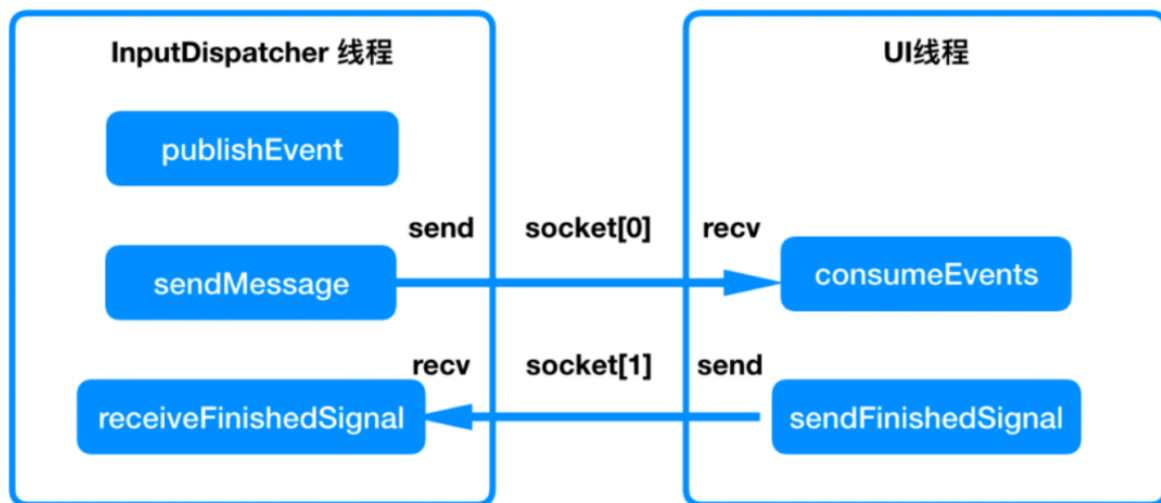 InputDispatcher 线程
UI线程
publishEvent
send socket[0] recv
sendMessage
consumeEvents
recv socket[1] send
receiveFinishedSignal
sendFinishedSignal